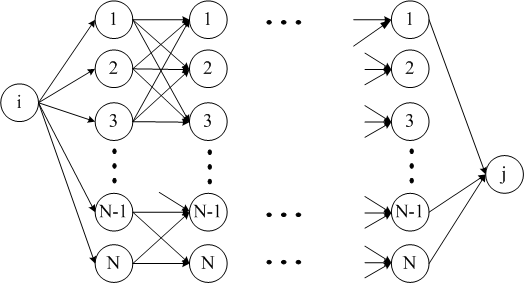 1 1 ... 1
2 2 2
i
3 3 3
j
N-1 N-1 ... N-1
N N ... N